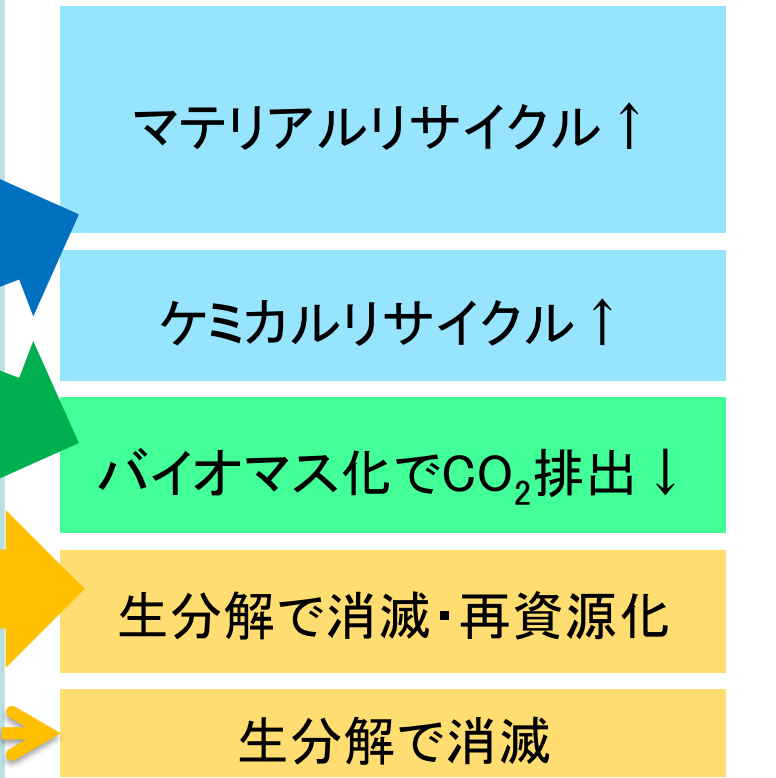 マテリアルリサイクル↑
ケミカルリサイクル↑
バイオマス化でCO₂排出↓
生分解で消滅・再資源化
生分解で消滅